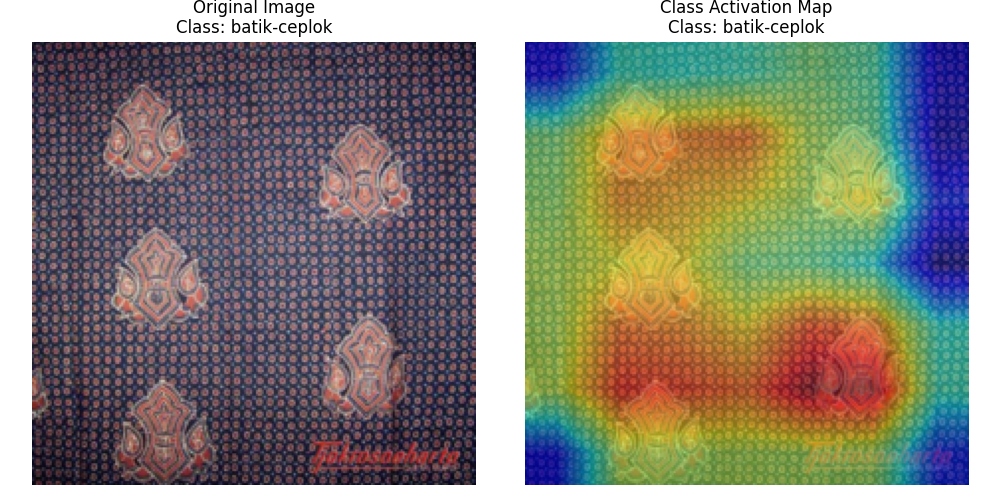 Original Image
Class: batik-ceplok
Class Activation Map
Class: batik-ceplok
Tjokrosoeharto